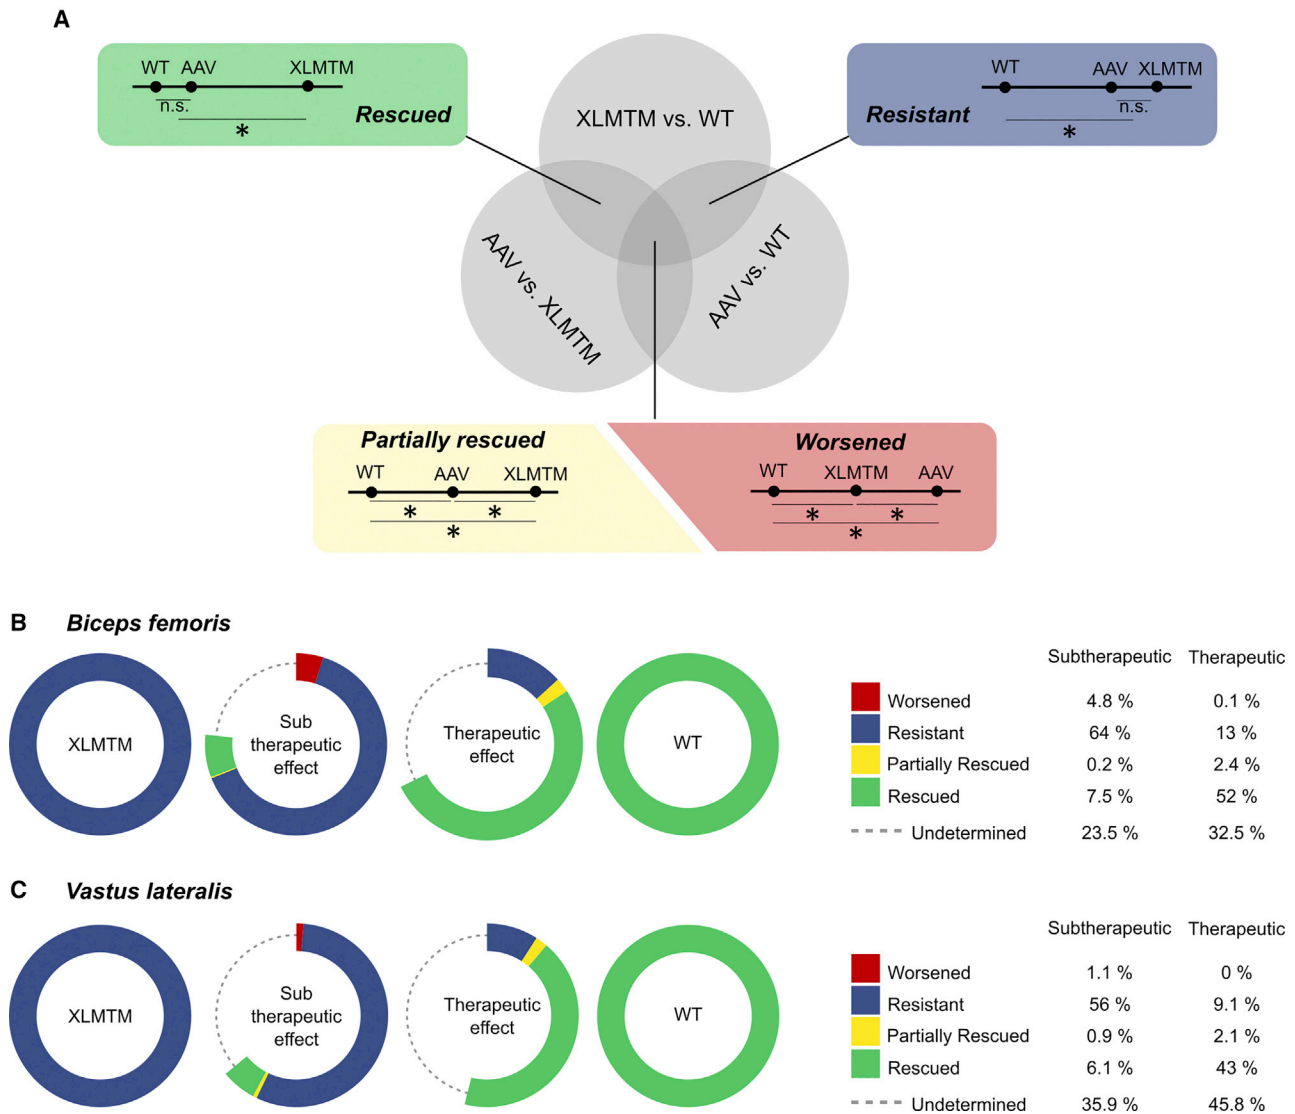 A
WT AAV XLMTM
n.s.
*
Rescued
XLMTM vs. WT
AAV vs. XLMTM
AAV vs. WT
WT AAV XLMTM
n.s.
*
Resistant
Partially rescued
WT AAV XLMTM
* *
*
Worsened
WT XLMTM AAV
* *
*
B Biceps femoris
XLMTM
Sub
therapeutic
effect
Therapeutic
effect
WT
Subtherapeutic Therapeutic
Worsened 4.8 % 0.1 %
Resistant 64 % 13 %
Partially Rescued 0.2 % 2.4 %
Rescued 7.5 % 52 %
Undetermined 23.5 % 32.5 %
C Vastus lateralis
XLMTM
Sub
therapeutic
effect
Therapeutic
effect
WT
Subtherapeutic Therapeutic
Worsened 1.1 % 0 %
Resistant 56 % 9.1 %
Partially Rescued 0.9 % 2.1 %
Rescued 6.1 % 43 %
Undetermined 35.9 % 45.8 %